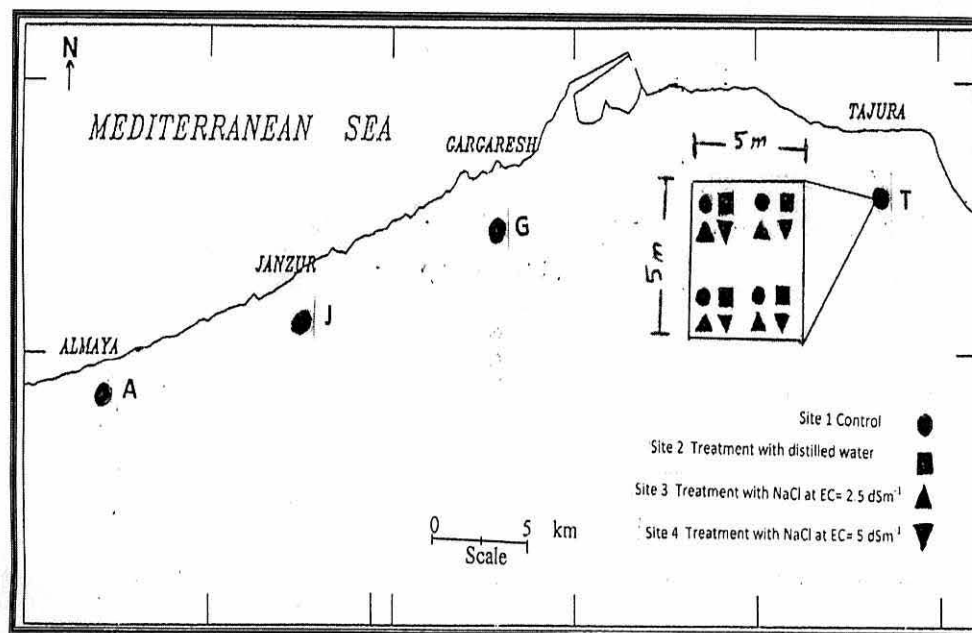 N
MEDITERRANEAN SEA
GARGARESH
TAJURA
5 m
T
G
5 m
JANZUR
J
ALMAYA
A
Site 1 Control
Site 2 Treatment with distilled water
Site 3 Treatment with NaCl at EC= 2.5 dSm⁻¹
Site 4 Treatment with NaCl at EC= 5 dSm⁻¹
0 5 km
Scale